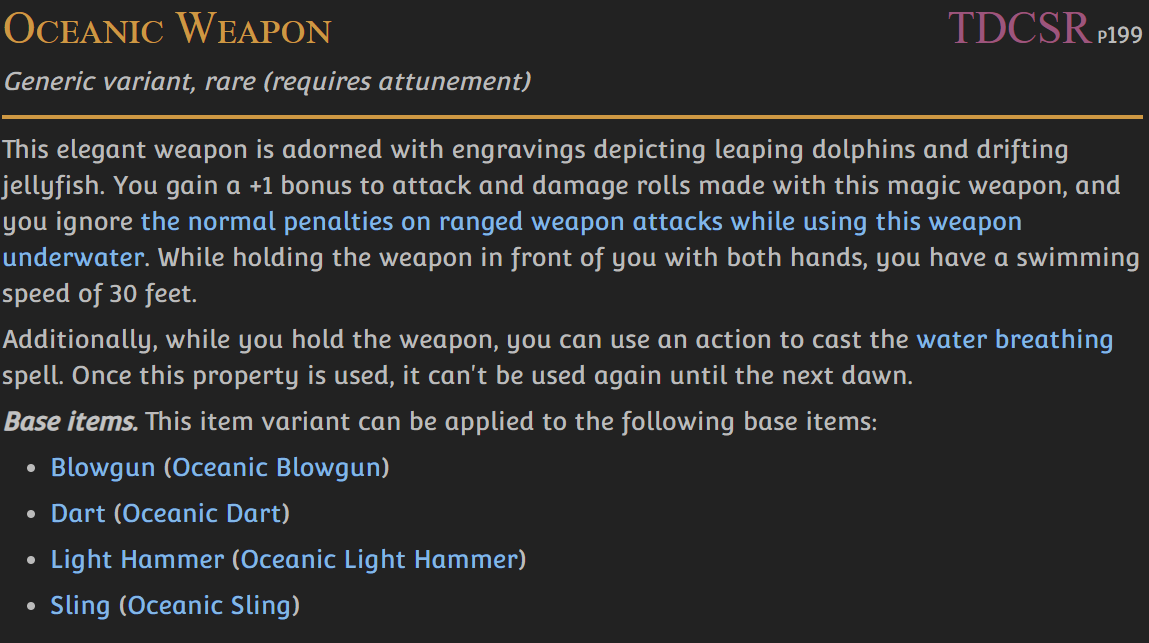 Oceanic Weapon TDCSR p199
Generic variant, rare (requires attunement)
This elegant weapon is adorned with engravings depicting leaping dolphins and drifting
jellyfish. You gain a +1 bonus to attack and damage rolls made with this magic weapon, and
you ignore the normal penalties on ranged weapon attacks while using this weapon
underwater. While holding the weapon in front of you with both hands, you have a swimming
speed of 30 feet.
Additionally, while you hold the weapon, you can use an action to cast the water breathing
spell. Once this property is used, it can't be used again until the next dawn.
Base items. This item variant can be applied to the following base items:
• Blowgun (Oceanic Blowgun)
• Dart (Oceanic Dart)
• Light Hammer (Oceanic Light Hammer)
• Sling (Oceanic Sling)